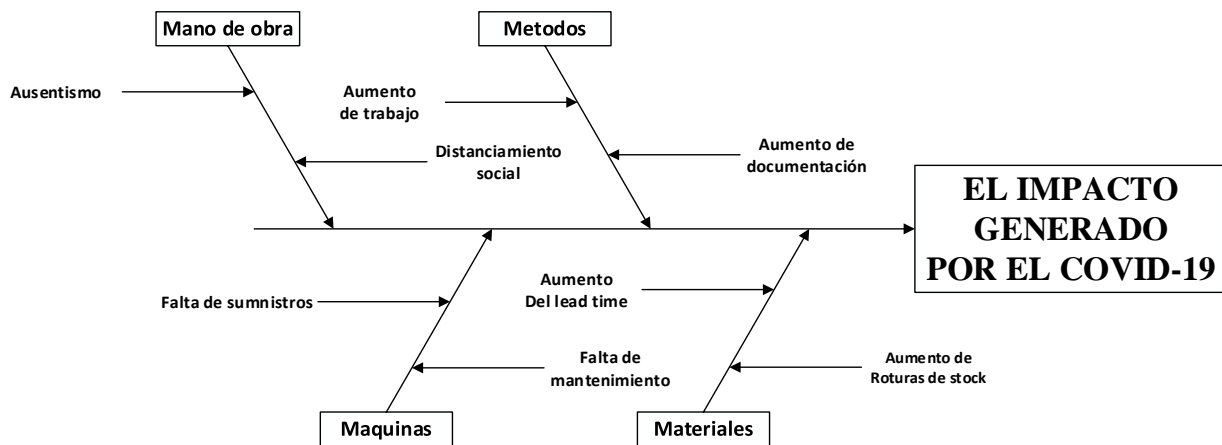 Mano de obra
Metodos
Ausentismo
Aumento
de trabajo
Distanciamiento
social
Aumento de
documentación
EL IMPACTO
GENERADO
POR EL COVID-19
Falta de sumnistros
Aumento
Del lead time
Falta de
mantenimiento
Aumento de
Roturas de stock
Maquinas
Materiales